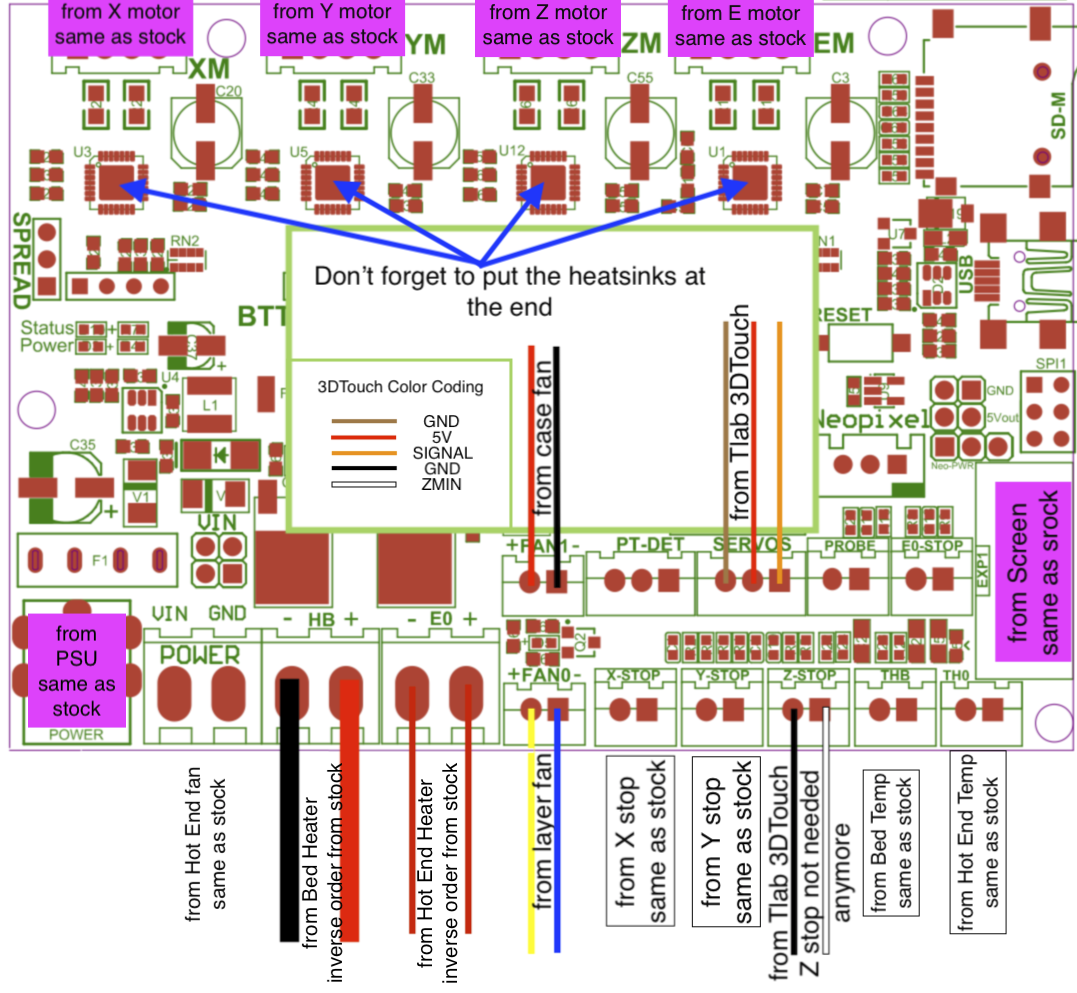 from X motor
same as stock
from Y motor
same as stock
from Z motor
same as stock
from E motor
same as stock
XM
YM
ZM
EM
C20
C33
C55
C3
SD-M
U3
U5
U12
U1
SPREAD
RN2
N1
U7
USB
Don't forget to put the heatsinks at
the end
BTT
RESET
Status
Power
U4
L1
C35
V1
VIN
F1
3DTouch Color Coding
GND
5V
SIGNAL
GND
ZMIN
from case fan
from Tlab 3DTouch
SPI1
GND
5Vout
Neo-PWR
Neopixel
+FAN1-
PT-DET
SERVOS
PROBE
E0-STOP
EXP1
from Screen
same as srock
VIN GND
- HB +
- E0 +
from
PSU
same as
stock
POWER
POWER
Q2
+FAN0-
X-STOP
Y-STOP
Z-STOP
THB
TH0
from Hot End fan
same as stock
from Bed Heater
inverse order from stock
from Hot End Heater
inverse order from stock
from layer fan
from X stop
same as stock
from Y stop
same as stock
from Tlab 3DTouch
Z stop not needed
anymore
from Bed Temp
same as stock
from Hot End Temp
same as stock